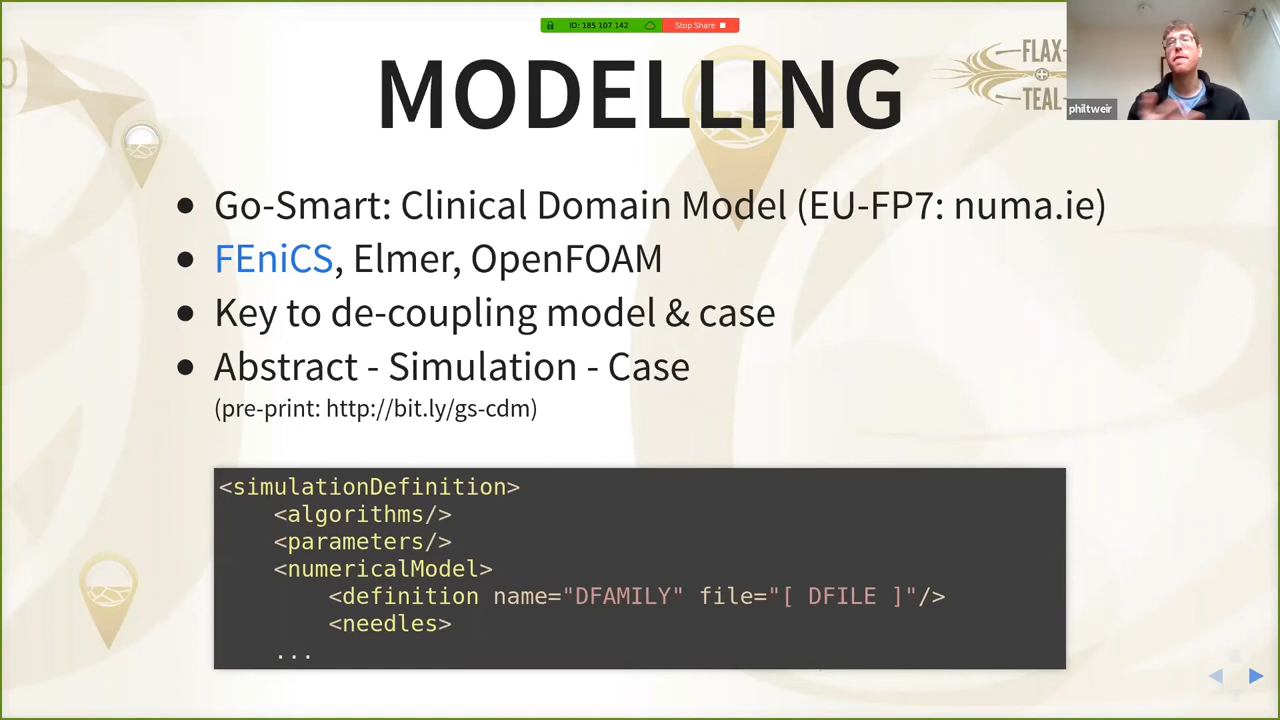 ID: 185 107 142
Stop Share
MODELLING
FLAX
TEAL
philtweir
Go-Smart: Clinical Domain Model (EU-FP7: numa.ie)
FEniCS, Elmer, OpenFOAM
Key to de-coupling model & case
Abstract - Simulation - Case
(pre-print: http://bit.ly/gs-cdm)
<simulationDefinition>
<algorithms/>
<parameters/>
<numericalModel>
<definition name="DFAMILY" file="[ DFILE ]"/>
<needles>
...